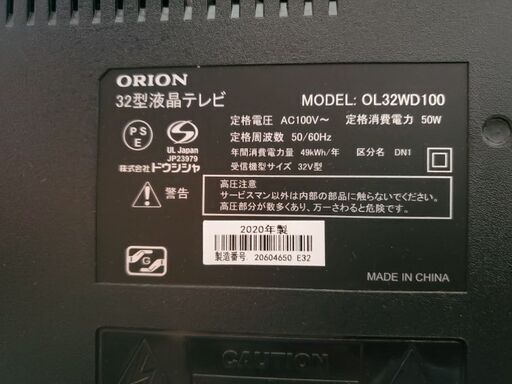 ORION
32型液晶テレビ
MODEL: OL32WD100
定格電圧 AC100V～ 定格消費電力 50W
定格周波数 50/60Hz
年間消費電力量 49kWh/年 区分名 DN1
受信機型サイズ 32V型
PS
E
S
UL Japan
JP23979
株式会社ドウシシャ
警告
高圧注意
サービスマン以外は内部の部品に触らないでください。
高圧部分が数多くあり、万一さわると危険です。
2020年製
製造番号 20604650 E32
G
MADE IN CHINA
CAUTION